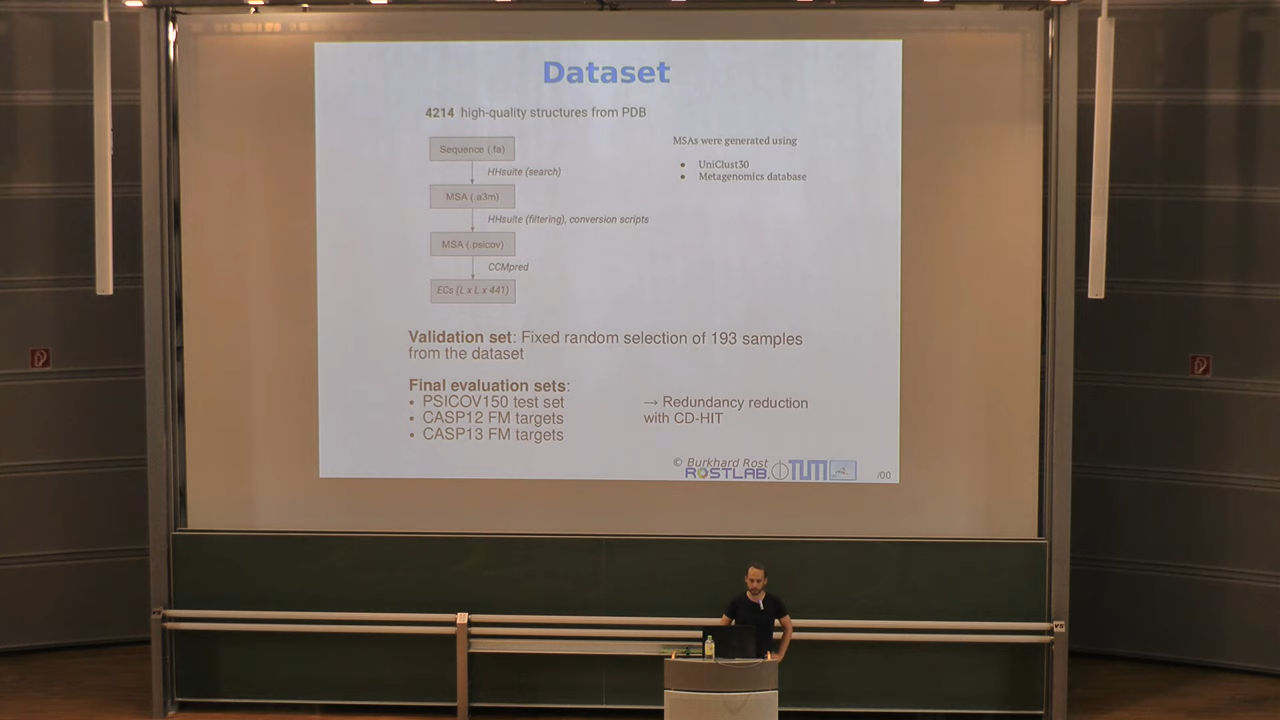 Dataset
4214 high-quality structures from PDB
Sequence (.fa)
HHsuite (search)
MSA (.a3m)
HHsuite (filtering), conversion scripts
MSA (.psicov)
CCMpred
ECs (L x L x 441)
MSAs were generated using
• UniClust30
• Metagenomics database
Validation set: Fixed random selection of 193 samples
from the dataset
Final evaluation sets:
• PSICOV150 test set
• CASP12 FM targets
• CASP13 FM targets
→ Redundancy reduction
with CD-HIT
© Burkhard Rost
ROSTLAB
TUM
/00